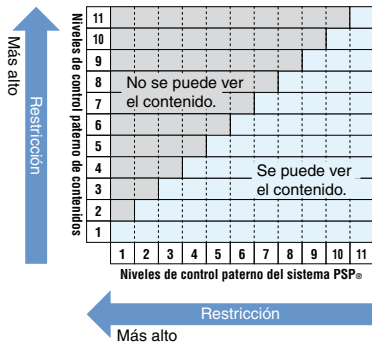 Más alto
Restricción
Niveles de control paterno de contenidos
11
10
9
8
7
6
5
4
3
2
1
No se puede ver
el contenido.
Se puede ver
el contenido.
1 2 3 4 5 6 7 8 9 10 11
Niveles de control paterno del sistema PSP®
Restricción
Más alto